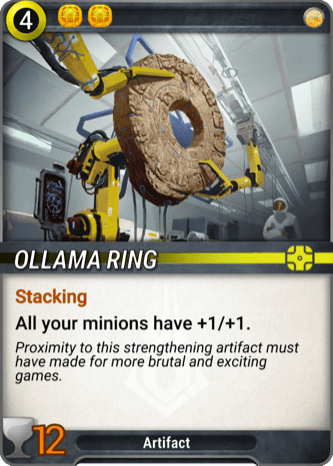 4
OLLAMA RING
Stacking
All your minions have +1/+1.
Proximity to this strengthening artifact must
have made for more brutal and exciting
games.
12
Artifact